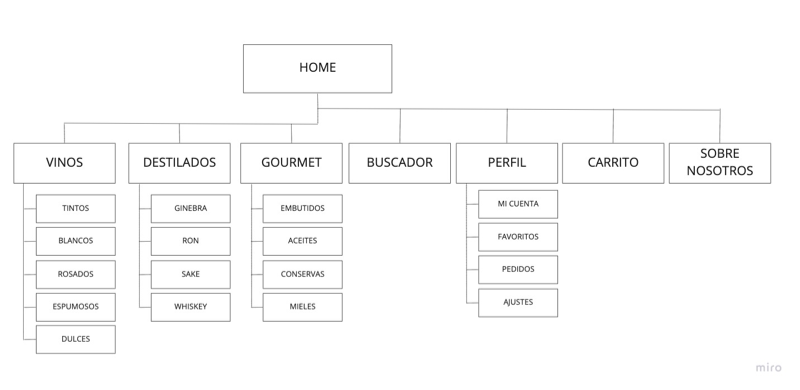 HOME
VINOS
DESTILADOS
GOURMET
BUSCADOR
PERFIL
CARRITO
SOBRE
NOSOTROS
TINTOS
BLANCOS
ROSADOS
ESPUMOSOS
DULCES
GINEBRA
RON
SAKE
WHISKEY
EMBUTIDOS
ACEITES
CONSERVAS
MIELES
MI CUENTA
FAVORITOS
PEDIDOS
AJUSTES
miro